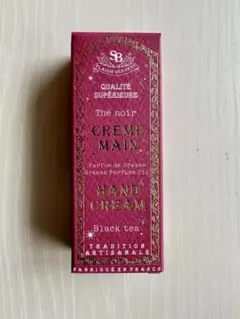 SB
QUALITÉ
SUPÉRIEURE
Thé noir
CRÈME
MAIN
Parfum de Grasse
Grasse Perfume Oil
HAND
CREAM
Black tea
TRADITION
ARTISANALE
FABRIQUÉ EN FRANCE